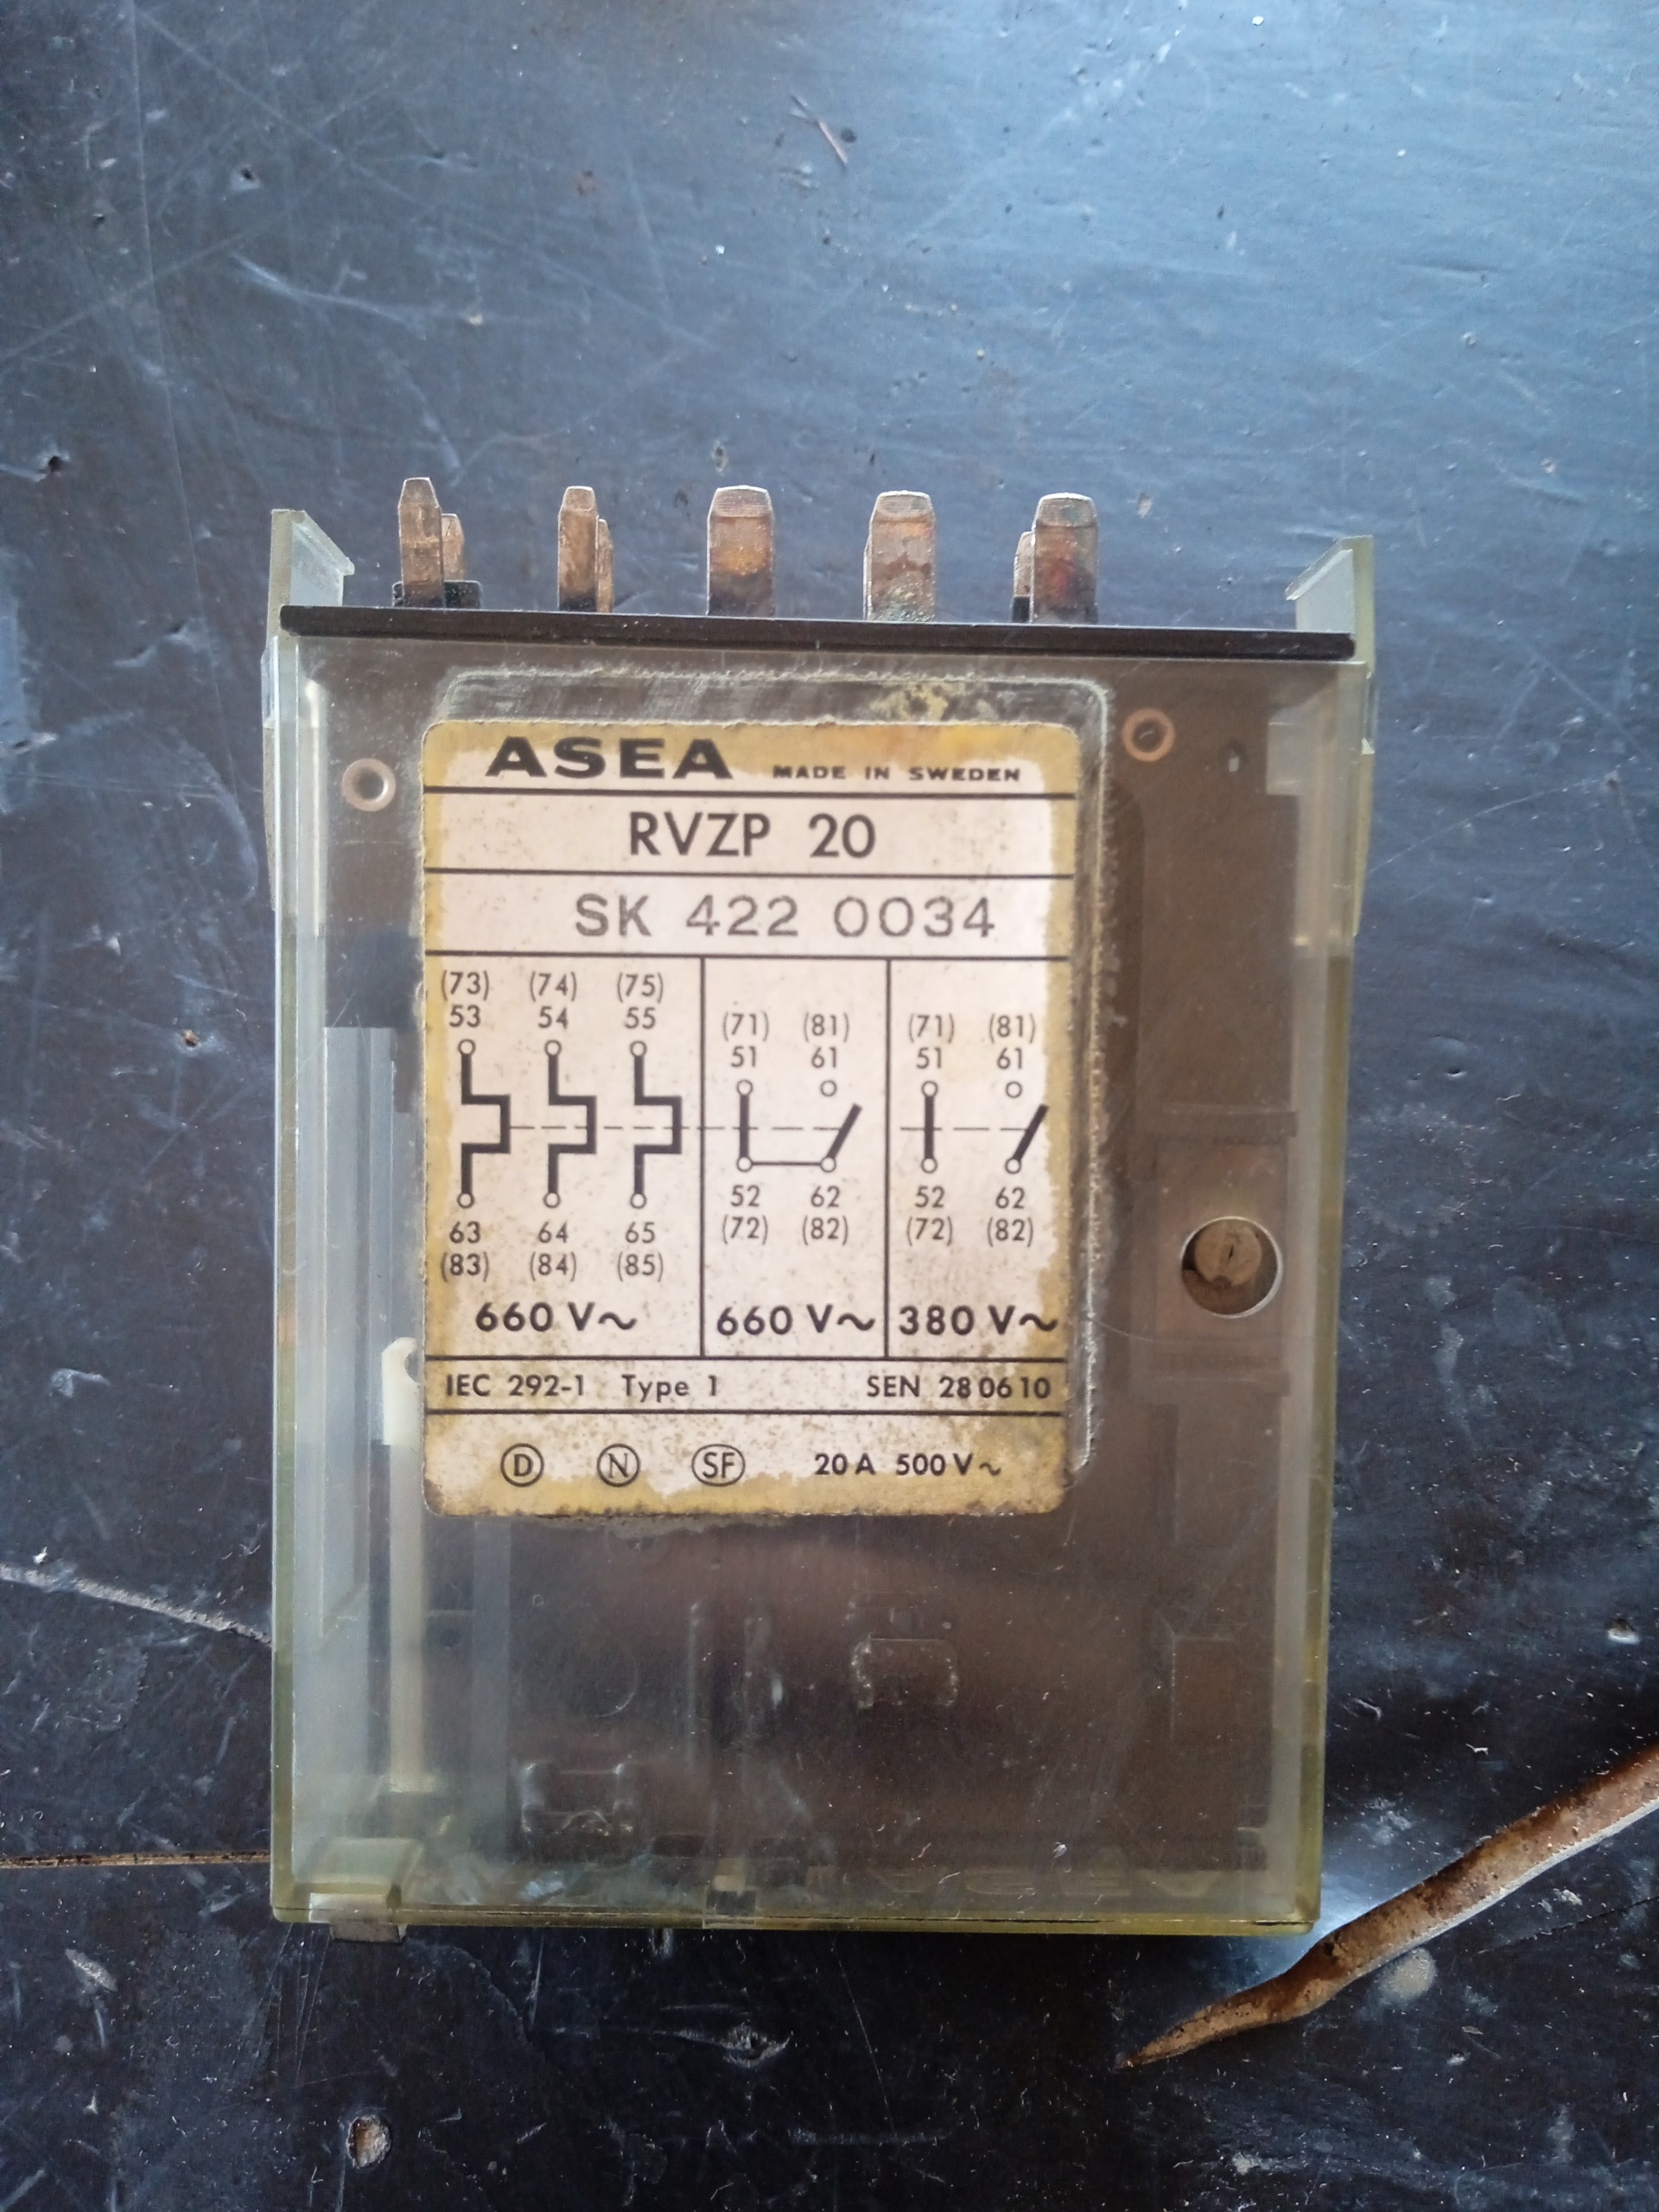 ASEA MADE IN SWEDEN
RVZP 20
SK 422 0034
(73) (74) (75)
53 54 55
(71) (81) (71) (81)
51 61 51 61
52 62 52 62
63 64 65 (72) (82) (72) (82)
(83) (84) (85)
660 V~ 660 V~ 380 V~
IEC 292-1 Type 1 SEN 28 06 10
D N SF 20 A 500 V~